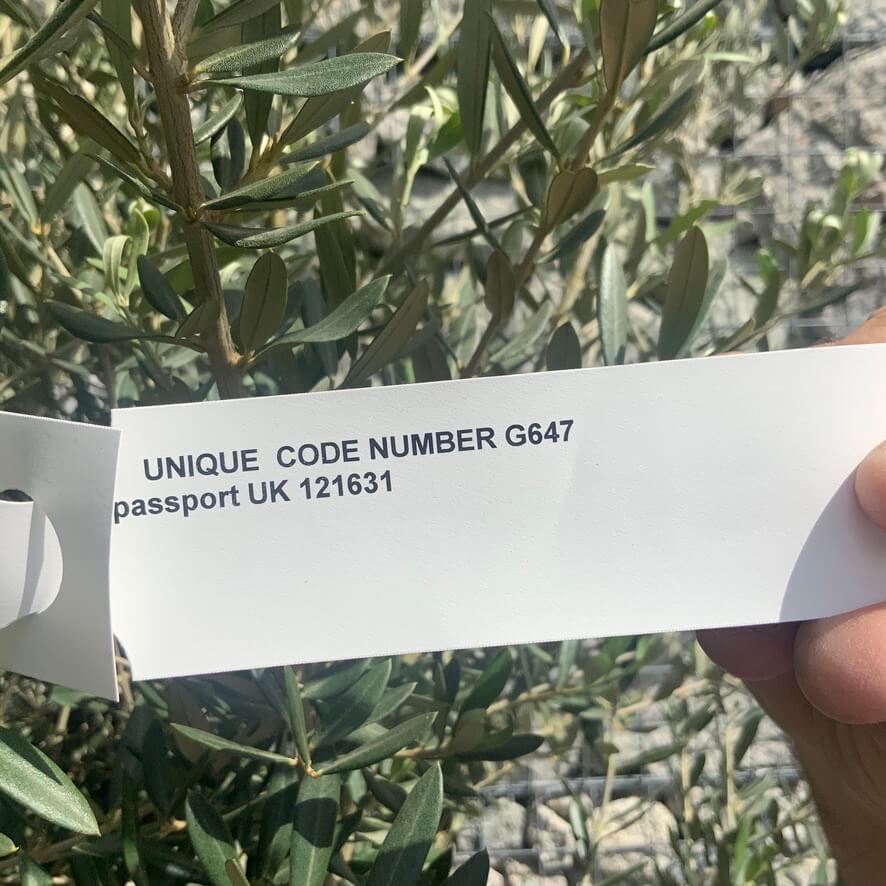 UNIQUE  CODE NUMBER G647
passport UK 121631